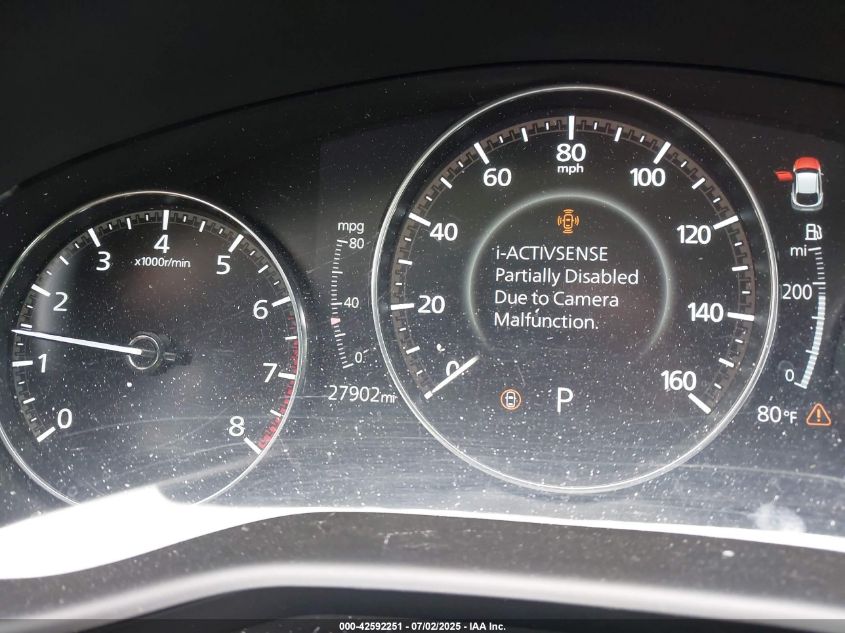 4
3
5
x1000r/min
2
6
1
7
0
8
mpg
80
40
0
27902mi
80
mph
60
100
40
120
20
140
0
160
i-ACTIVSENSE
Partially Disabled
Due to Camera
Malfunction.
P
mi
200
0
80°F
000-42592251 - 07/02/2025 - IAA Inc.